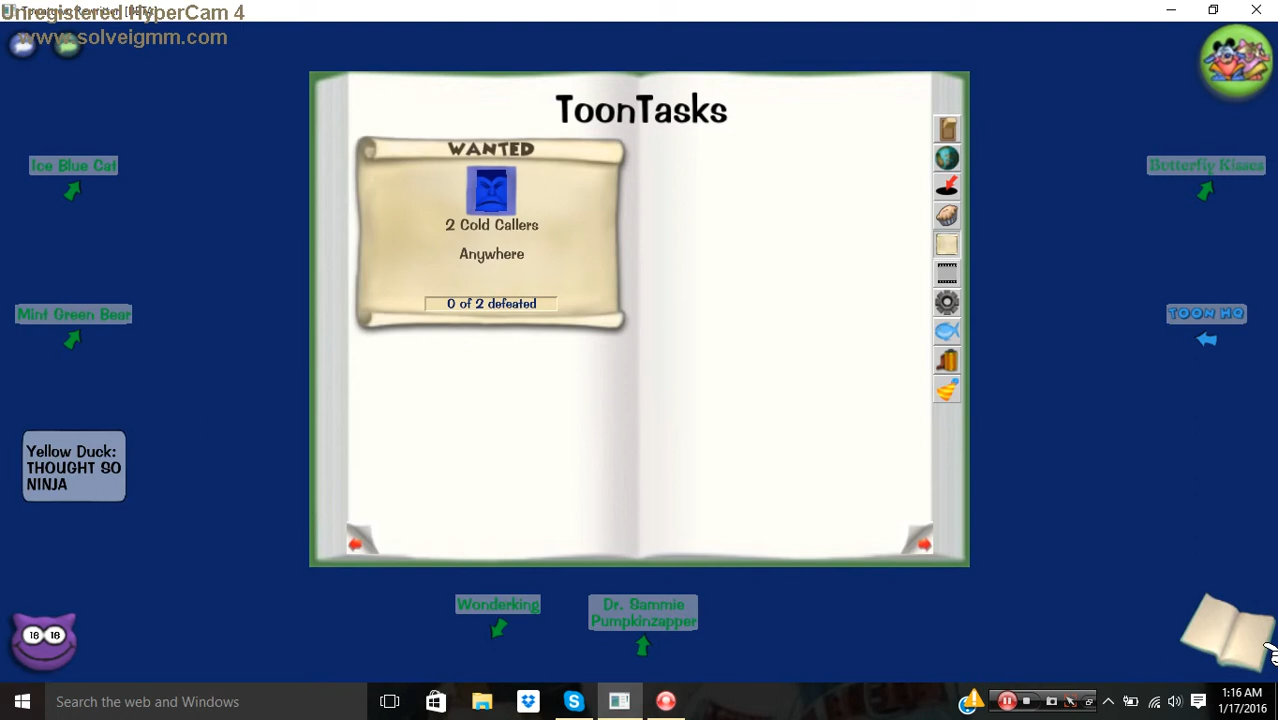 Unregistered HyperCam 4
www.solveigmm.com
ToonTasks
WANTED
2 Cold Callers
Anywhere
0 of 2 defeated
Ice Blue Cat
Mint Green Bear
Yellow Duck:
THOUGHT SO
NINJA
Butterfly Kisses
TOON HQ
Wonderking
Dr. Sammie
Pumpkinzapper
18 18
Search the web and Windows
1:16 AM
1/17/2016